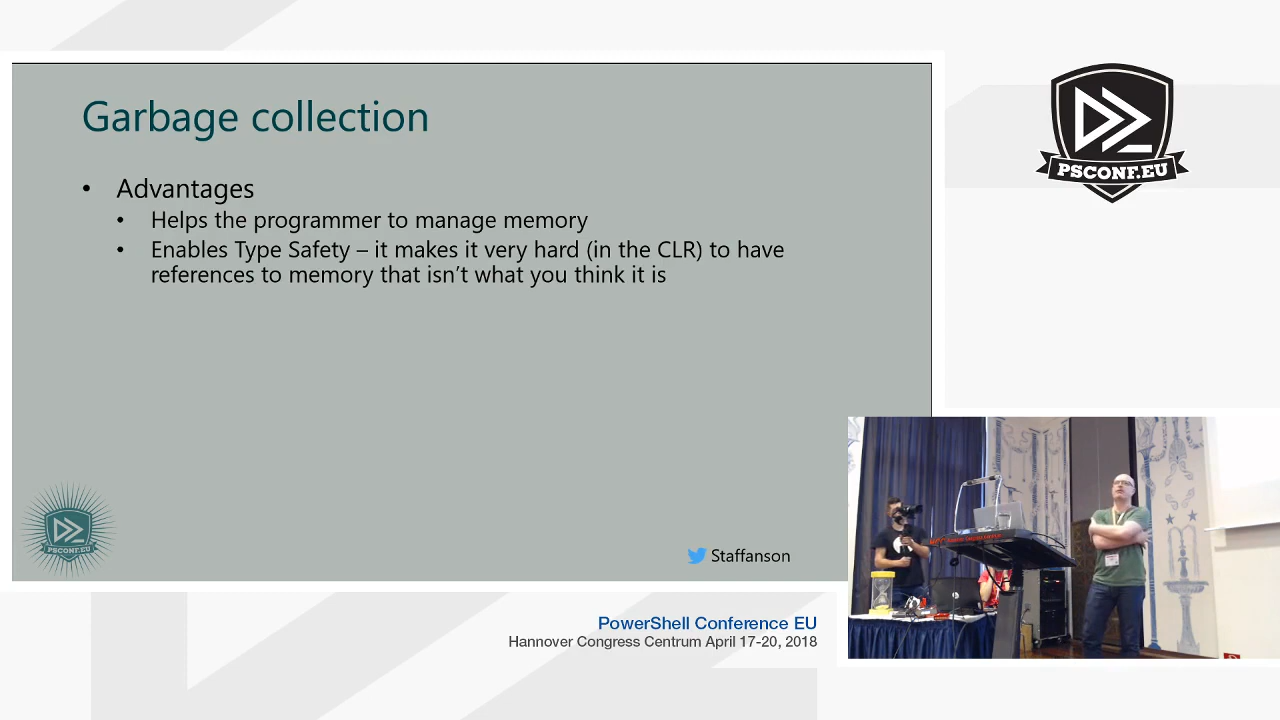 Garbage collection
• Advantages
• Helps the programmer to manage memory
• Enables Type Safety – it makes it very hard (in the CLR) to have
references to memory that isn’t what you think it is
PSCONF.EU
PSCONF.EU
Staffanson
PowerShell Conference EU
Hannover Congress Centrum April 17-20, 2018